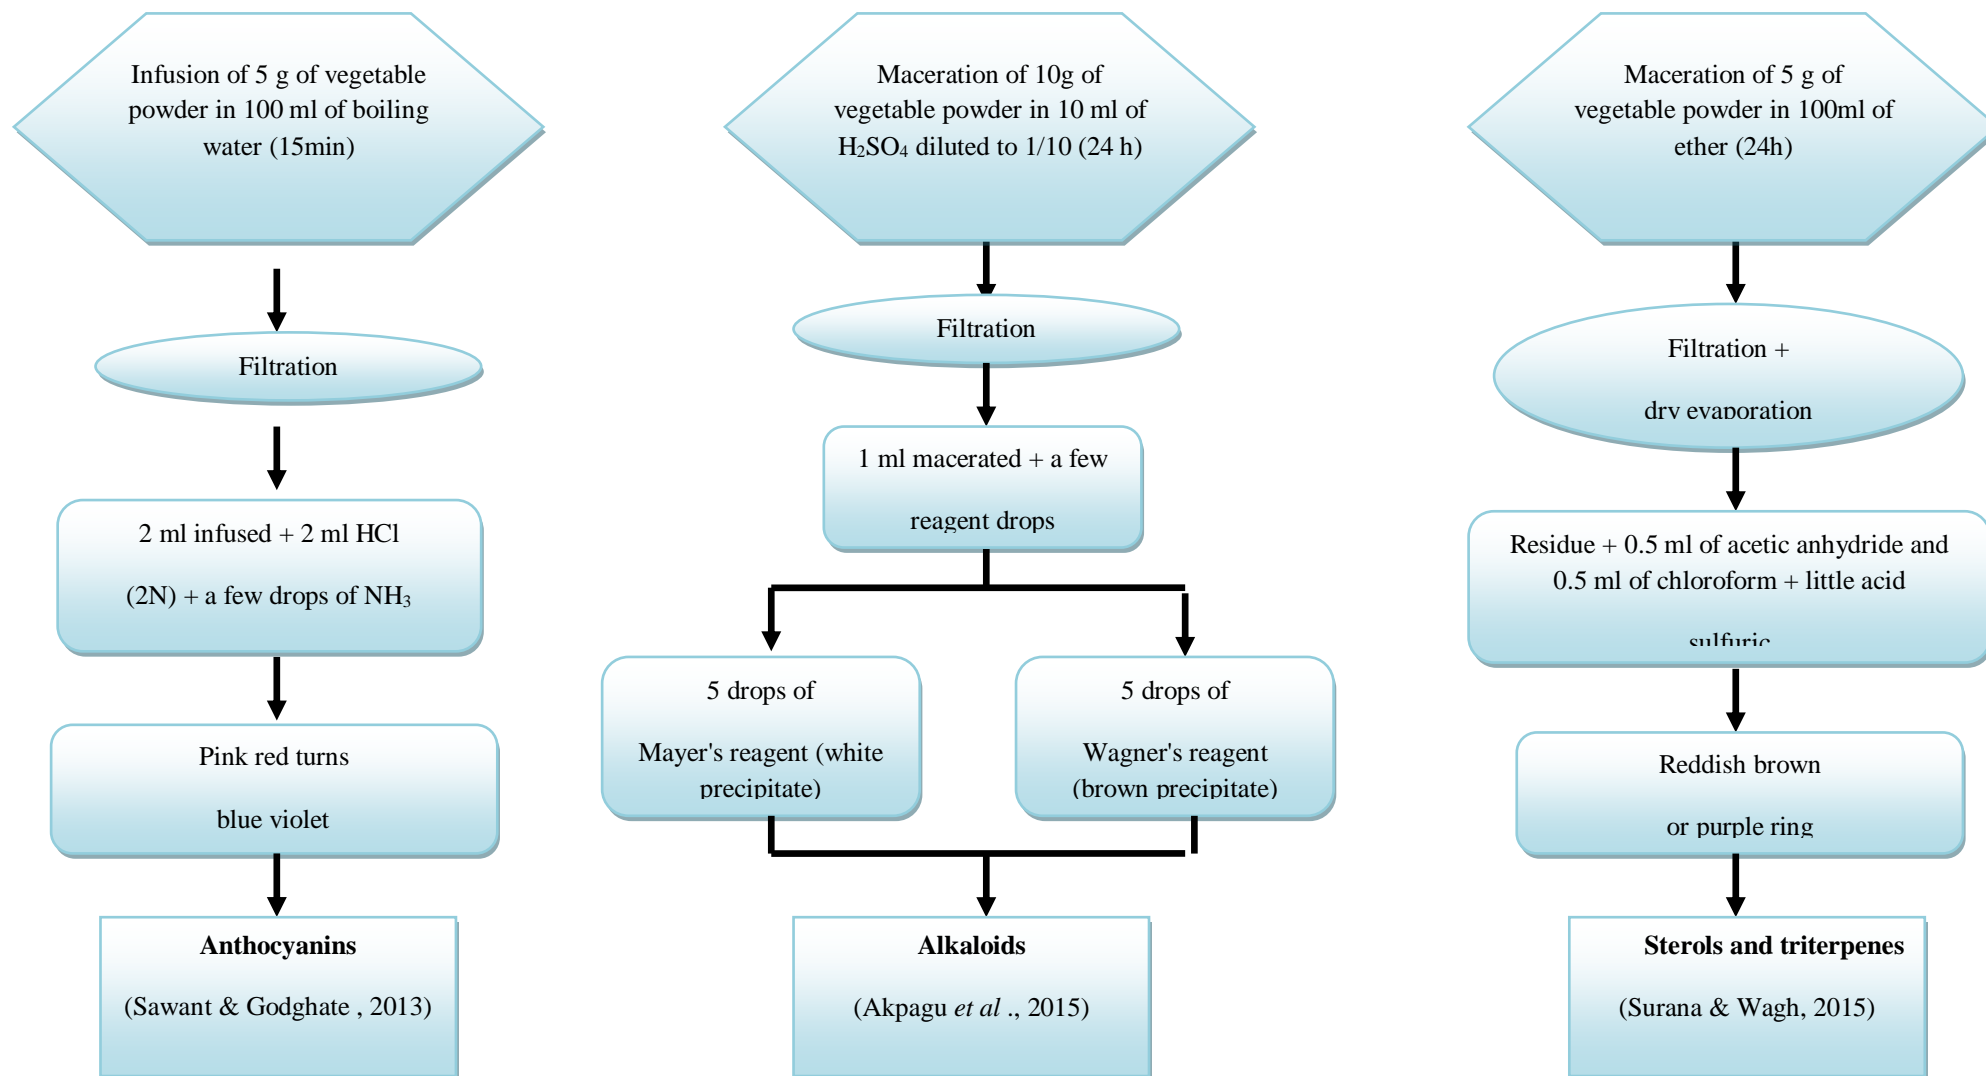 Infusion of 5 g of vegetable
powder in 100 ml of boiling
water (15min)
Filtration
2 ml infused + 2 ml HCl
(2N) + a few drops of NH₃
Pink red turns
blue violet
Anthocyanins
(Sawant & Godghate , 2013)
Maceration of 10g of
vegetable powder in 10 ml of
H₂SO₄ diluted to 1/10 (24 h)
Filtration
1 ml macerated + a few
reagent drops
5 drops of
Mayer's reagent (white
precipitate)
5 drops of
Wagner's reagent
(brown precipitate)
Alkaloids
(Akpagu et al ., 2015)
Maceration of 5 g of
vegetable powder in 100ml of
ether (24h)
Filtration +
dry evaporation
Residue + 0.5 ml of acetic anhydride and
0.5 ml of chloroform + little acid
sulfuric
Reddish brown
or purple ring
Sterols and triterpenes
(Surana & Wagh, 2015)